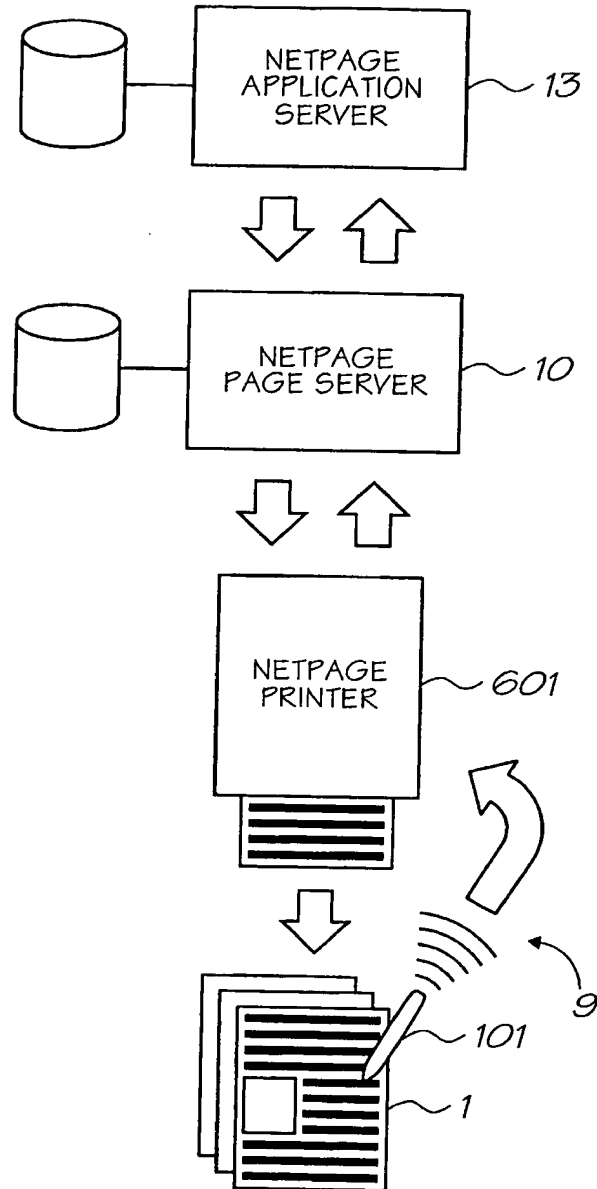 NETPAGE
APPLICATION
SERVER
13
NETPAGE
PAGE SERVER
10
NETPAGE
PRINTER
601
9
101
1